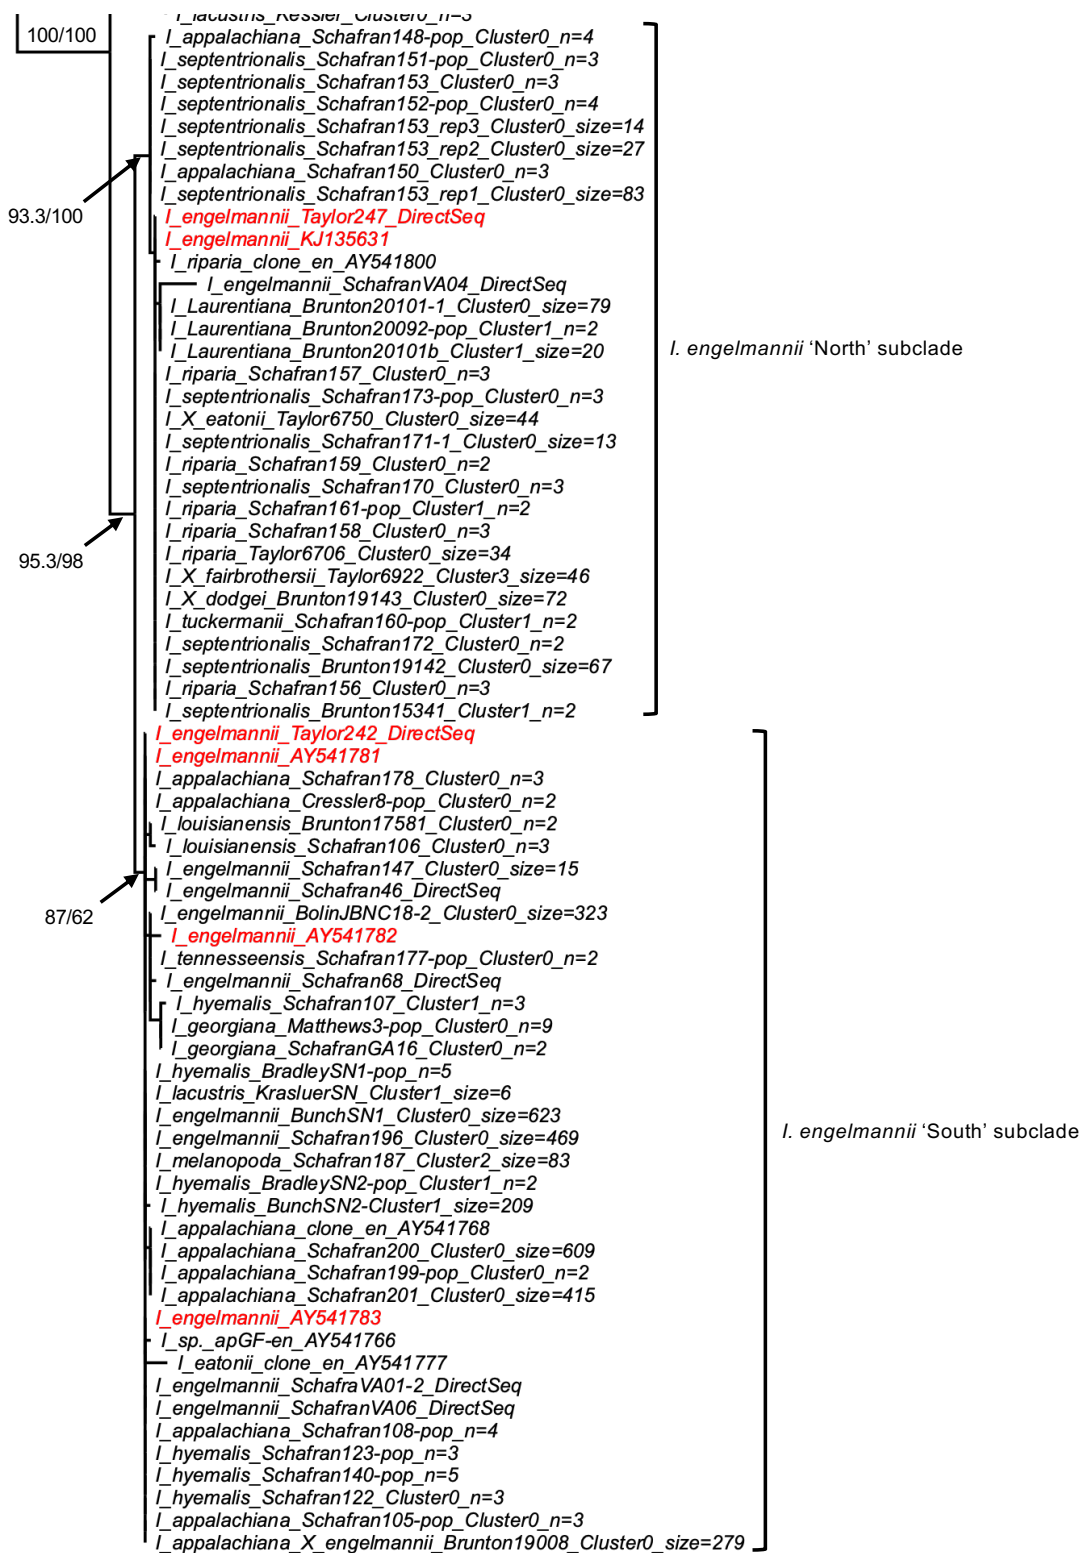 I_lacustris_Kessler_Cluster0_n=3
100/100
I_appalachiana_Schafran148-pop_Cluster0_n=4
I_septentrionalis_Schafran151-pop_Cluster0_n=3
I_septentrionalis_Schafran153_Cluster0_n=3
I_septentrionalis_Schafran152-pop_Cluster0_n=4
I_septentrionalis_Schafran153_rep3_Cluster0_size=14
I_septentrionalis_Schafran153_rep2_Cluster0_size=27
I_appalachiana_Schafran150_Cluster0_n=3
I_septentrionalis_Schafran153_rep1_Cluster0_size=83
93.3/100
I_engelmannii_Taylor247_DirectSeq
I_engelmannii_KJ135631
I_riparia_clone_en_AY541800
I_engelmannii_SchafranVA04_DirectSeq
I_Laurentiana_Brunton20101-1_Cluster0_size=79
I_Laurentiana_Brunton20092-pop_Cluster1_n=2
I_Laurentiana_Brunton20101b_Cluster1_size=20
I. engelmannii ‘North’ subclade
I_riparia_Schafran157_Cluster0_n=3
I_septentrionalis_Schafran173-pop_Cluster0_n=3
I_X_eatonii_Taylor6750_Cluster0_size=44
I_septentrionalis_Schafran171-1_Cluster0_size=13
I_riparia_Schafran159_Cluster0_n=2
I_septentrionalis_Schafran170_Cluster0_n=3
I_riparia_Schafran161-pop_Cluster1_n=2
I_riparia_Schafran158_Cluster0_n=3
I_riparia_Taylor6706_Cluster0_size=34
95.3/98
I_X_fairbrothersii_Taylor6922_Cluster3_size=46
I_X_dodgei_Brunton19143_Cluster0_size=72
I_tuckermanii_Schafran160-pop_Cluster1_n=2
I_septentrionalis_Schafran172_Cluster0_n=2
I_septentrionalis_Brunton19142_Cluster0_size=67
I_riparia_Schafran156_Cluster0_n=3
I_septentrionalis_Brunton15341_Cluster1_n=2
I_engelmannii_Taylor242_DirectSeq
I_engelmannii_AY541781
I_appalachiana_Schafran178_Cluster0_n=3
I_appalachiana_Cressler8-pop_Cluster0_n=2
I_louisianensis_Brunton17581_Cluster0_n=2
I_louisianensis_Schafran106_Cluster0_n=3
I_engelmannii_Schafran147_Cluster0_size=15
I_engelmannii_Schafran46_DirectSeq
87/62
I_engelmannii_BolinJBNC18-2_Cluster0_size=323
I_engelmannii_AY541782
I_tennesseensis_Schafran177-pop_Cluster0_n=2
I_engelmannii_Schafran68_DirectSeq
I_hyemalis_Schafran107_Cluster1_n=3
I_georgiana_Matthews3-pop_Cluster0_n=9
I_georgiana_SchafranGA16_Cluster0_n=2
I_hyemalis_BradleySN1-pop_n=5
I_lacustris_KrasluerSN_Cluster1_size=6
I_engelmannii_BunchSN1_Cluster0_size=623
I. engelmannii ‘South’ subclade
I_engelmannii_Schafran196_Cluster0_size=469
I_melanopoda_Schafran187_Cluster2_size=83
I_hyemalis_BradleySN2-pop_Cluster1_n=2
I_hyemalis_BunchSN2-Cluster1_size=209
I_appalachiana_clone_en_AY541768
I_appalachiana_Schafran200_Cluster0_size=609
I_appalachiana_Schafran199-pop_Cluster0_n=2
I_appalachiana_Schafran201_Cluster0_size=415
I_engelmannii_AY541783
I_sp._apGF-en_AY541766
I_eatonii_clone_en_AY541777
I_engelmannii_SchafraVA01-2_DirectSeq
I_engelmannii_SchafranVA06_DirectSeq
I_appalachiana_Schafran108-pop_n=4
I_hyemalis_Schafran123-pop_n=3
I_hyemalis_Schafran140-pop_n=5
I_hyemalis_Schafran122_Cluster0_n=3
I_appalachiana_Schafran105-pop_Cluster0_n=3
I_appalachiana_X_engelmannii_Brunton19008_Cluster0_size=279